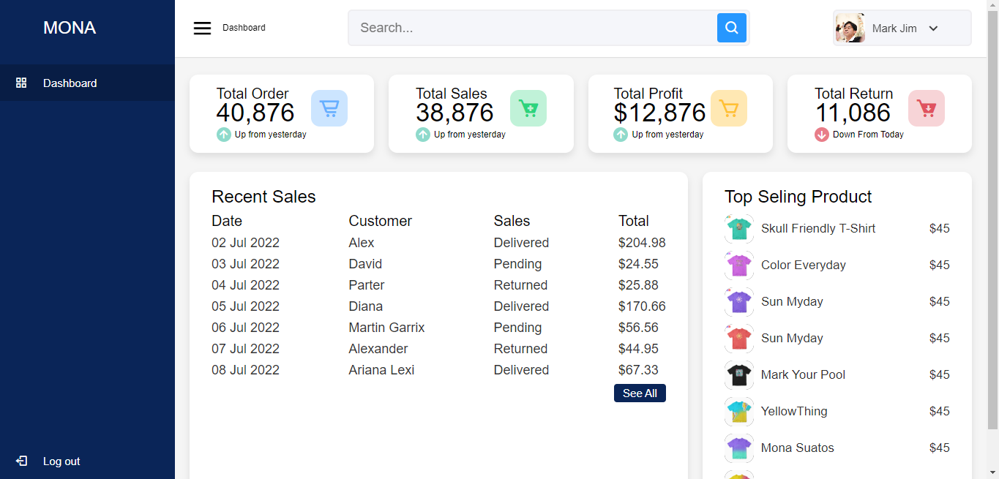 MONA
Dashboard
Log out
Dashboard
Search...
Mark Jim
Total Order
40,876
Up from yesterday
Total Sales
38,876
Up from yesterday
Total Profit
$12,876
Up from yesterday
Total Return
11,086
Down From Today
Recent Sales
Date Customer Sales Total
02 Jul 2022 Alex Delivered $204.98
03 Jul 2022 David Pending $24.55
04 Jul 2022 Parter Returned $25.88
05 Jul 2022 Diana Delivered $170.66
06 Jul 2022 Martin Garrix Pending $56.56
07 Jul 2022 Alexander Returned $44.95
08 Jul 2022 Ariana Lexi Delivered $67.33
See All
Top Seling Product
Skull Friendly T-Shirt $45
Color Everyday $45
Sun Myday $45
Sun Myday $45
Mark Your Pool $45
YellowThing $45
Mona Suatos $45